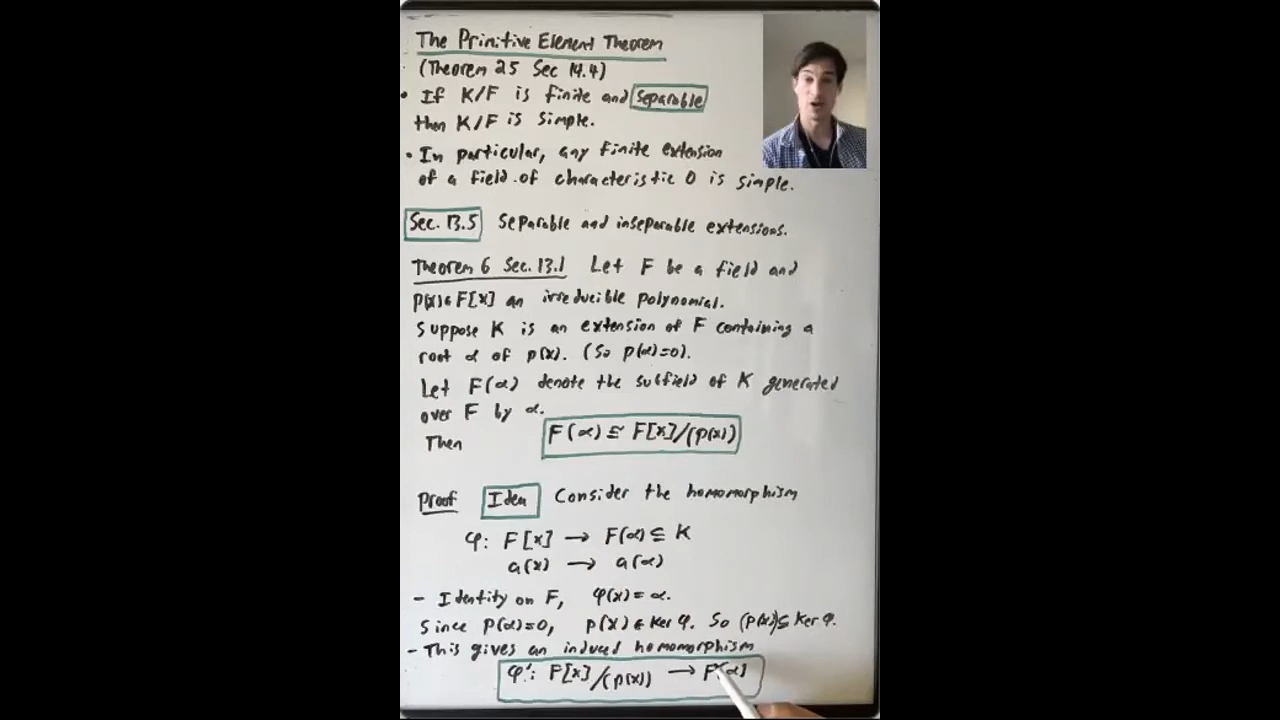 The Primitive Element Theorem
(Theorem 25 Sec 14.4)
• If K/F is finite and separable
then K/F is simple.
• In particular, any finite extension
of a field of characteristic 0 is simple.
Sec. 13.5 Separable and inseparable extensions.
Theorem 6 Sec. 13.1 Let F be a field and
p(x)∈F[x] an irreducible polynomial.
Suppose K is an extension of F containing a
root α of p(x). (So p(α)=0).
Let F(α) denote the subfield of K generated
over F by α.
Then F(α) ≅ F[x]/(p(x))
Proof Idea Consider the homomorphism
φ: F[x] → F(α) ⊆ K
a(x) → a(α)
- Identity on F, φ(x)=α.
Since p(α)=0, p(x)∈ker φ. So (p(x))⊆ker φ.
- This gives an induced homomorphism
φ': F[x]/(p(x)) → F(α)